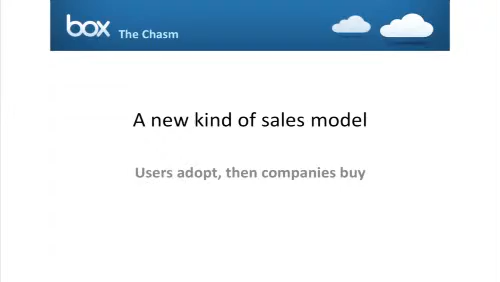 box The Chasm
A new kind of sales model
Users adopt, then companies buy